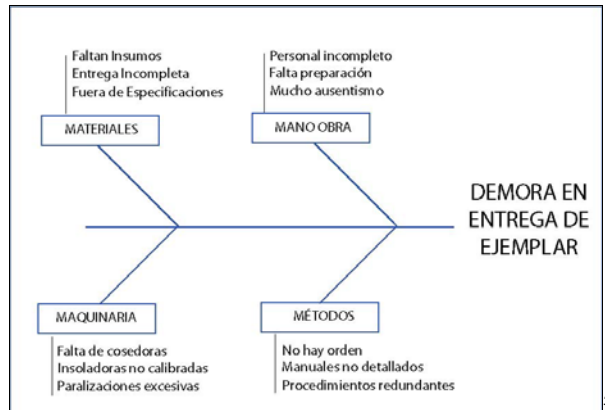 Faltan Insumos
Entrega Incompleta
Fuera de Especificaciones
MATERIALES
Personal incompleto
Falta preparación
Mucho ausentismo
MANO OBRA
DEMORA EN
ENTREGA DE
EJEMPLAR
MAQUINARIA
Falta de cosedoras
Insoladoras no calibradas
Paralizaciones excesivas
MÉTODOS
No hay orden
Manuales no detallados
Procedimientos redundantes